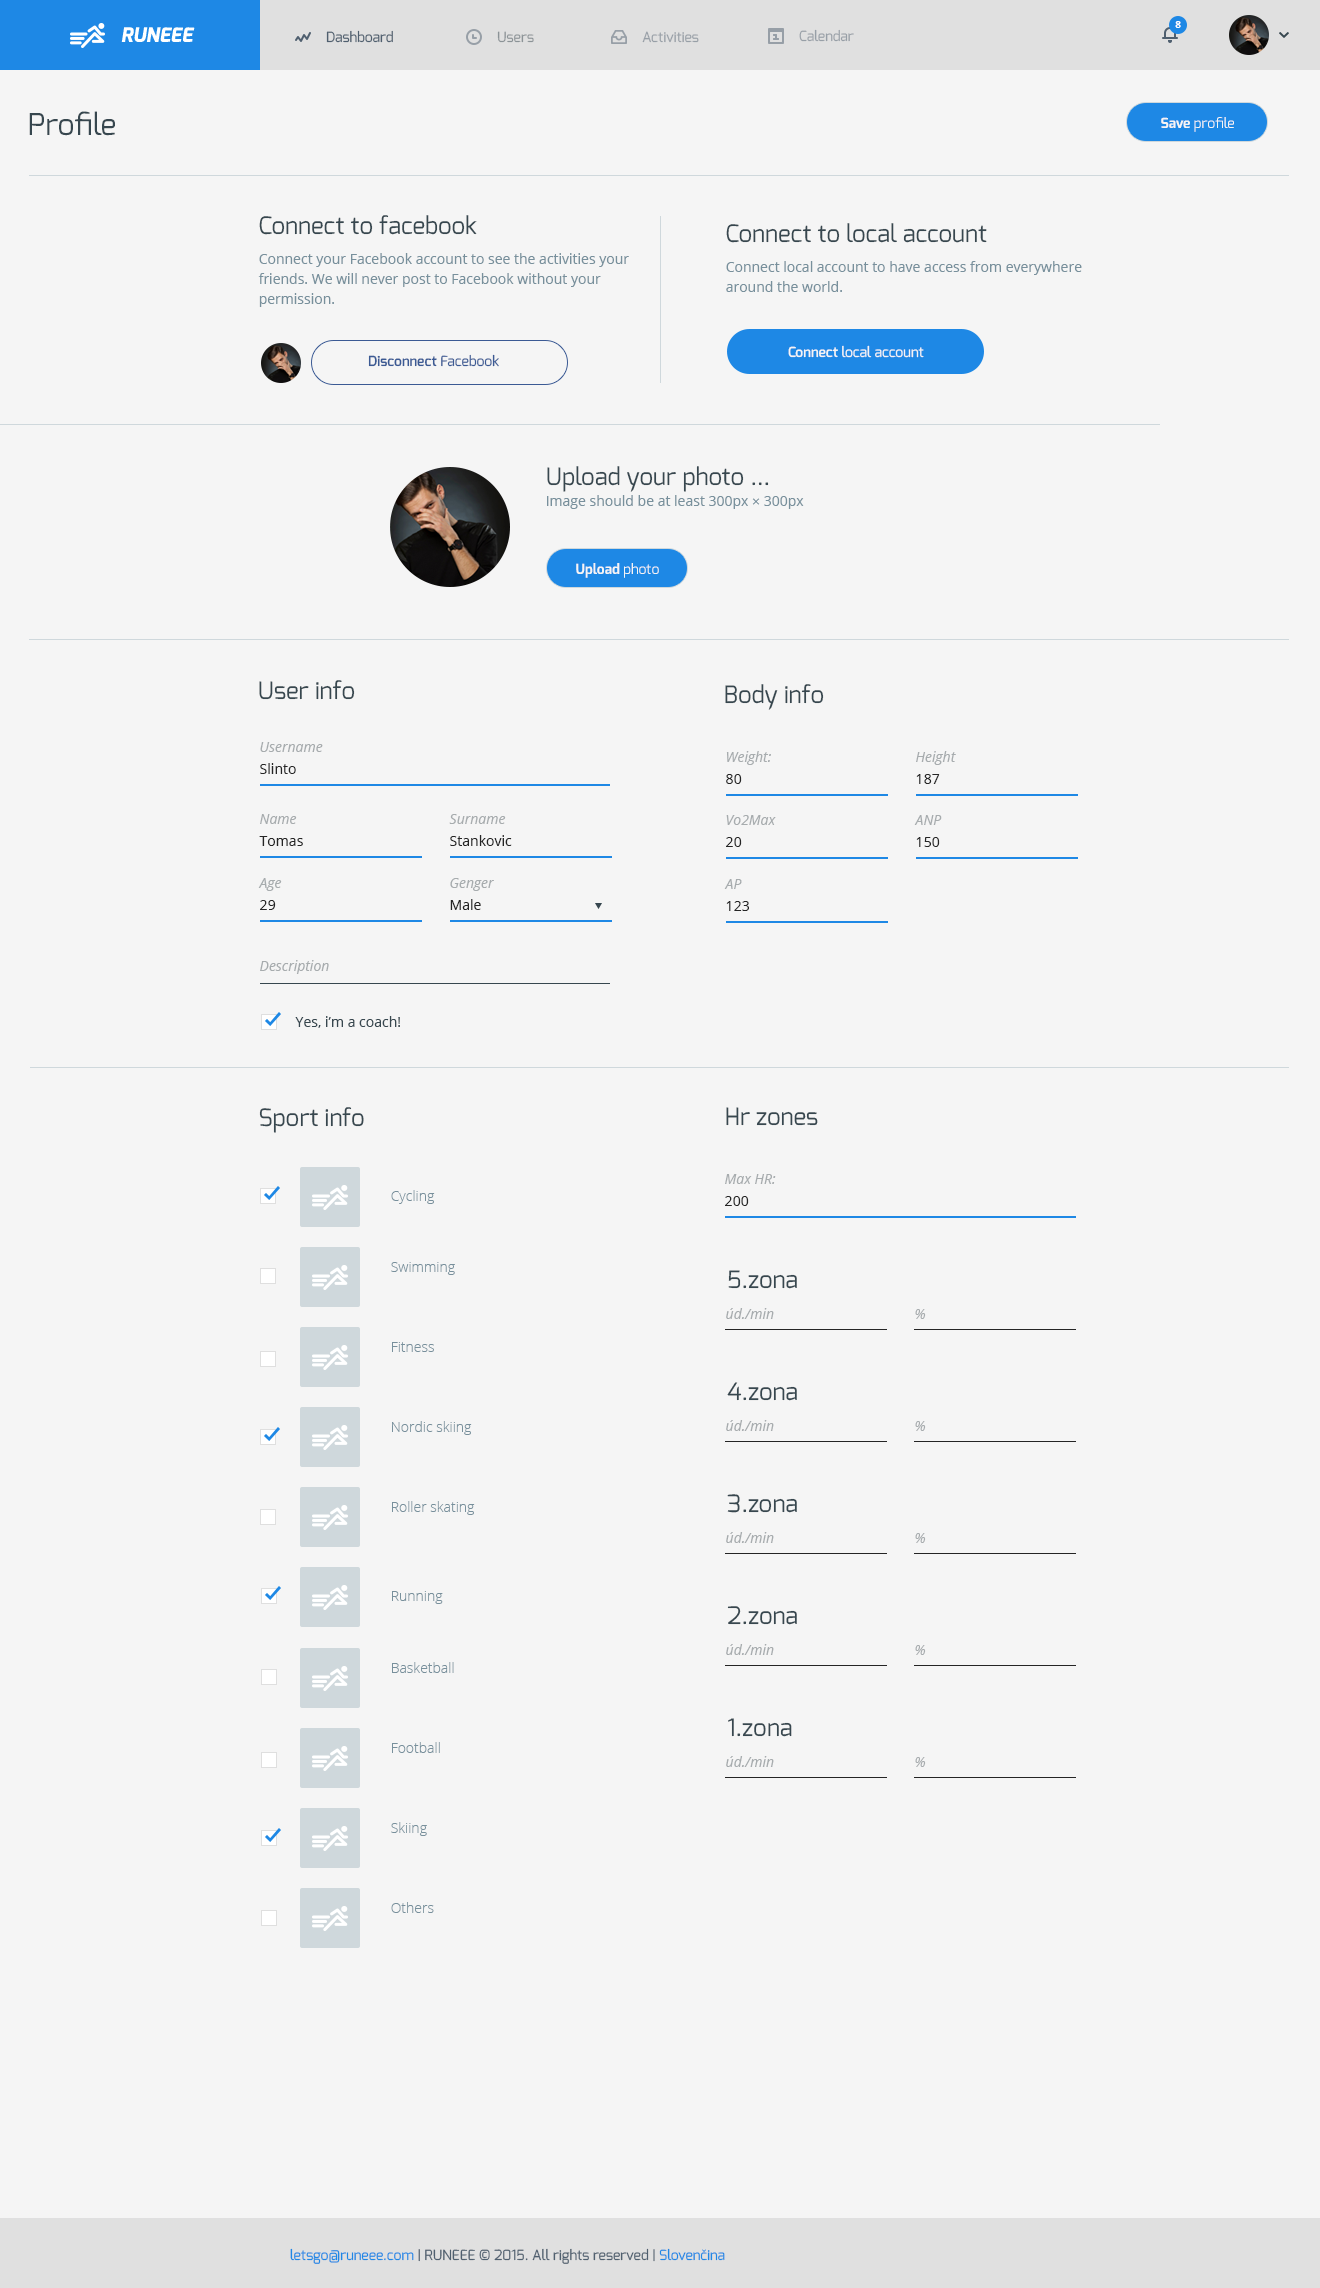 RUNEEE
Dashboard
Users
Activities
Calendar
8
Profile
Save profile
Connect to facebook
Connect your Facebook account to see the activities your
friends. We will never post to Facebook without your
permission.
Disconnect Facebook
Connect to local account
Connect local account to have access from everywhere
around the world.
Connect local account
Upload your photo ...
Image should be at least 300px × 300px
Upload photo
User info
Username
Slinto
Name
Surname
Tomas
Stankovic
Age
Genger
29
Male
Description
Yes, i'm a coach!
Body info
Weight:
Height
80
187
Vo2Max
ANP
20
150
AP
123
Sport info
Cycling
Swimming
Fitness
Nordic skiing
Roller skating
Running
Basketball
Football
Skiing
Others
Hr zones
Max HR:
200
5.zona
úd./min
%
4.zona
úd./min
%
3.zona
úd./min
%
2.zona
úd./min
%
1.zona
úd./min
%
letsgo@runeee.com | RUNEEE © 2015. All rights reserved | Slovenčina